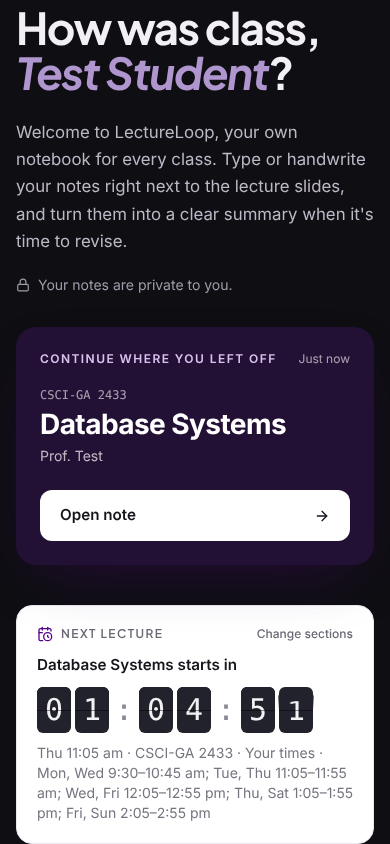 How was class,
Test Student?
Welcome to LectureLoop, your own
notebook for every class. Type or handwrite
your notes right next to the lecture slides,
and turn them into a clear summary when it's
time to revise.
Your notes are private to you.
CONTINUE WHERE YOU LEFT OFF Just now
CSCI-GA 2433
Database Systems
Prof. Test
Open note
NEXT LECTURE Change sections
Database Systems starts in
01:04:51
Thu 11:05 am · CSCI-GA 2433 · Your times ·
Mon, Wed 9:30–10:45 am; Tue, Thu 11:05–11:55
am; Wed, Fri 12:05–12:55 pm; Thu, Sat 1:05–1:55
pm; Fri, Sun 2:05–2:55 pm